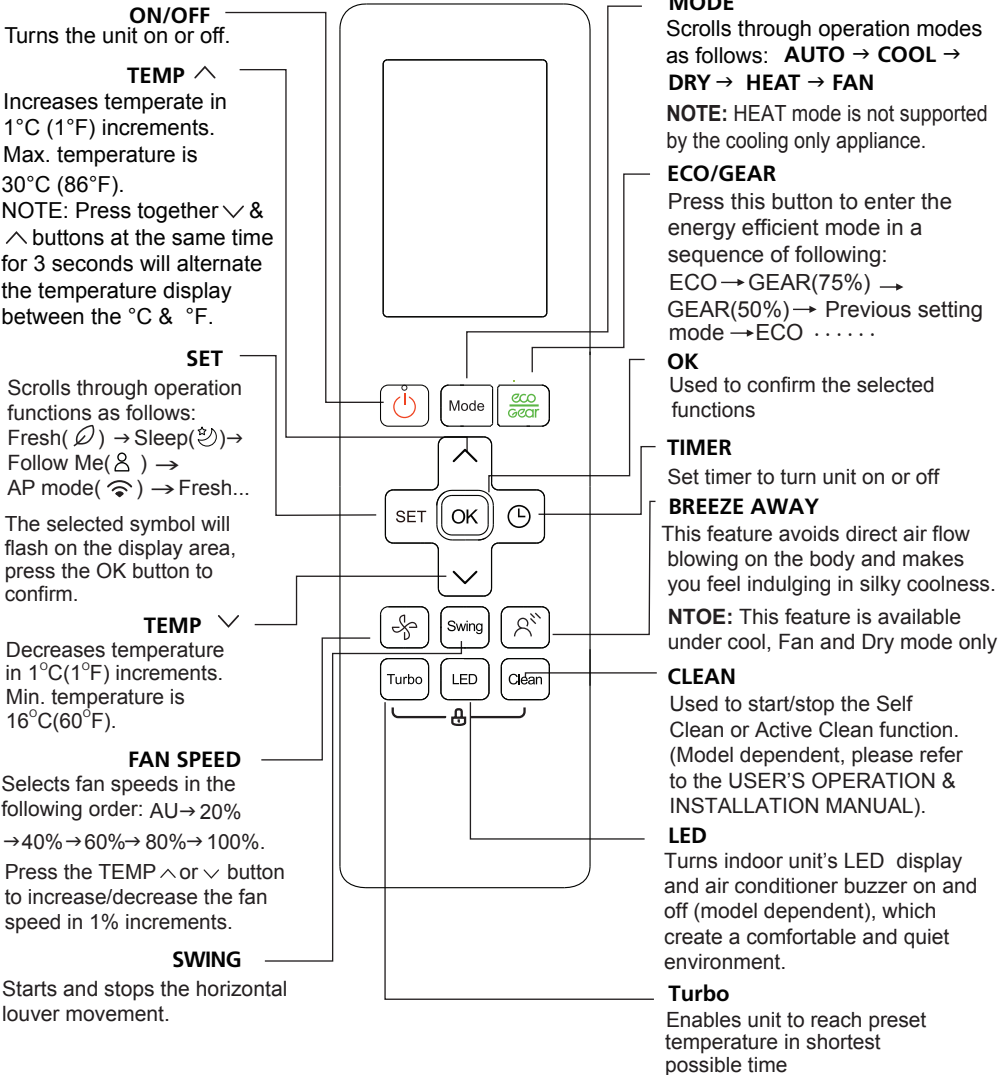 ON/OFF
Turns the unit on or off.
TEMP ︿
Increases temperate in
1°C (1°F) increments.
Max. temperature is
30°C (86°F).
NOTE: Press together ﹀ &
︿ buttons at the same time
for 3 seconds will alternate
the temperature display
between the °C & °F.
SET
Scrolls through operation
functions as follows:
Fresh( ) → Sleep( )→
Follow Me( ) →
AP mode( ) → Fresh...
The selected symbol will
flash on the display area,
press the OK button to
confirm.
TEMP ﹀
Decreases temperature
in 1°C(1°F) increments.
Min. temperature is
16°C(60°F).
FAN SPEED
Selects fan speeds in the
following order: AU→ 20%
→40%→60%→ 80%→ 100%.
Press the TEMP ︿ or ﹀ button
to increase/decrease the fan
speed in 1% increments.
SWING
Starts and stops the horizontal
louver movement.
Mode
eco
Gear
SET
OK
Swing
Turbo
LED
Clean
MODE
Scrolls through operation modes
as follows: AUTO → COOL →
DRY → HEAT → FAN
NOTE: HEAT mode is not supported
by the cooling only appliance.
ECO/GEAR
Press this button to enter the
energy efficient mode in a
sequence of following:
ECO → GEAR(75%) →
GEAR(50%)→ Previous setting
mode →ECO ······
OK
Used to confirm the selected
functions
TIMER
Set timer to turn unit on or off
BREEZE AWAY
This feature avoids direct air flow
blowing on the body and makes
you feel indulging in silky coolness.
NTOE: This feature is available
under cool, Fan and Dry mode only
CLEAN
Used to start/stop the Self
Clean or Active Clean function.
(Model dependent, please refer
to the USER'S OPERATION &
INSTALLATION MANUAL).
LED
Turns indoor unit's LED display
and air conditioner buzzer on and
off (model dependent), which
create a comfortable and quiet
environment.
Turbo
Enables unit to reach preset
temperature in shortest
possible time